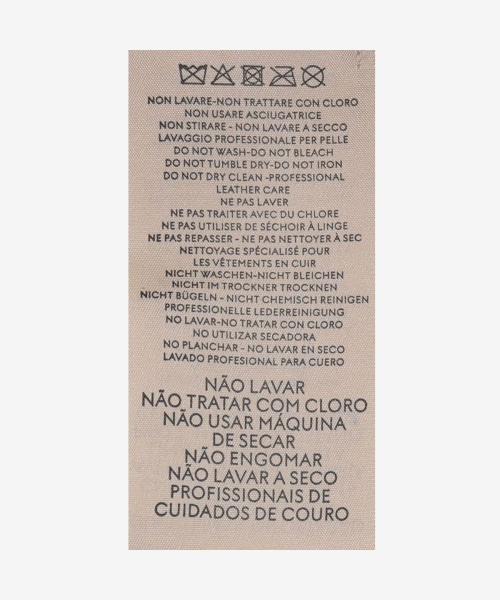 NON LAVARE-NON TRATTARE CON CLORO
NON USARE ASCIUGATRICE
NON STIRARE - NON LAVARE A SECCO
LAVAGGIO PROFESSIONALE PER PELLE
DO NOT WASH-DO NOT BLEACH
DO NOT TUMBLE DRY-DO NOT IRON
DO NOT DRY CLEAN -PROFESSIONAL
LEATHER CARE
NE PAS LAVER
NE PAS TRAITER AVEC DU CHLORE
NE PAS UTILISER DE SÉCHOIR À LINGE
NE PAS REPASSER - NE PAS NETTOYER À SEC
NETTOYAGE SPÉCIALISÉ POUR
LES VÊTEMENTS EN CUIR
NICHT WASCHEN-NICHT BLEICHEN
NICHT IM TROCKNER TROCKNEN
NICHT BÜGELN - NICHT CHEMISCH REINIGEN
PROFESSIONELLE LEDERREINIGUNG
NO LAVAR-NO TRATAR CON CLORO
NO UTILIZAR SECADORA
NO PLANCHAR - NO LAVAR EN SECO
LAVADO PROFESIONAL PARA CUERO
NÃO LAVAR
NÃO TRATAR COM CLORO
NÃO USAR MÁQUINA
DE SECAR
NÃO ENGOMAR
NÃO LAVAR A SECO
PROFISSIONAIS DE
CUIDADOS DE COURO